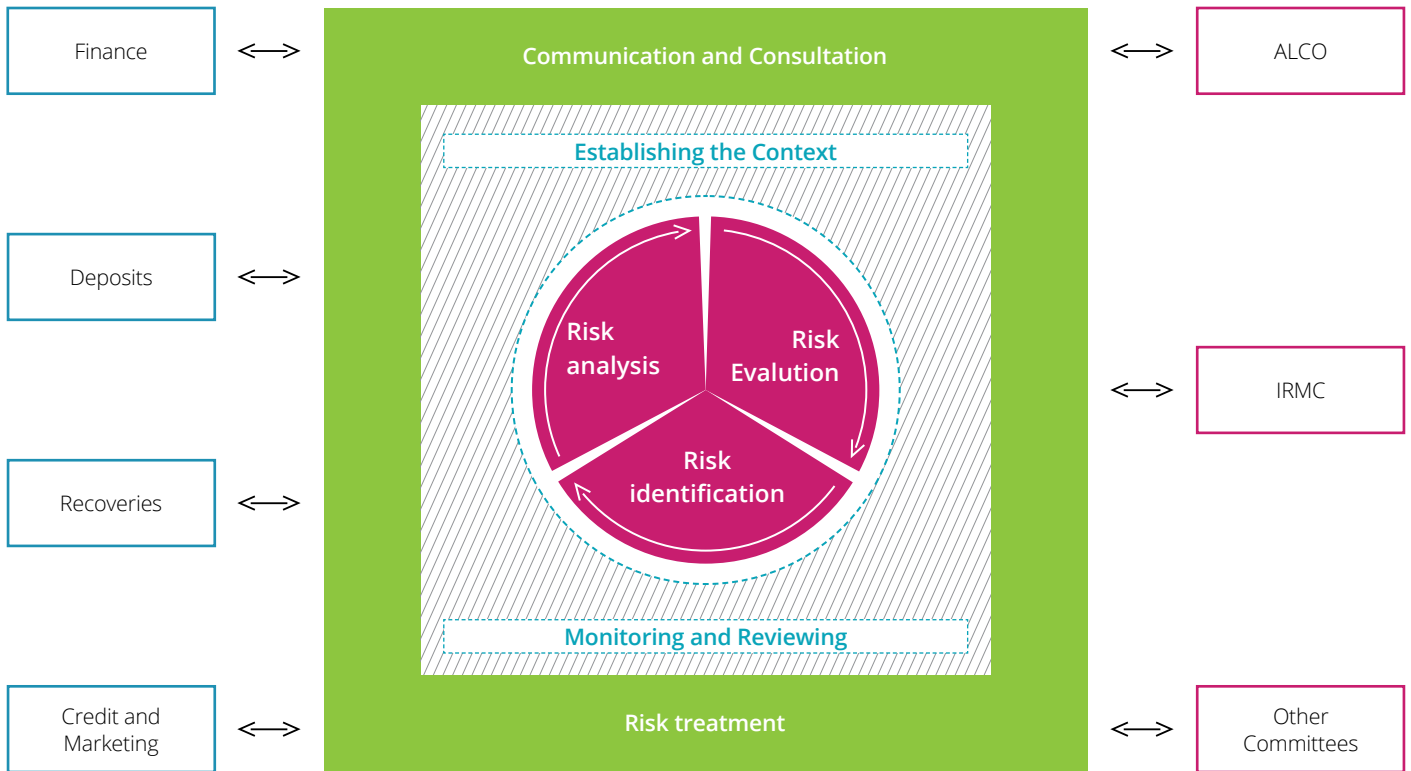 Finance
Communication and Consultation
ALCO
Establishing the Context
Deposits
Risk
analysis
Risk
Evalution
IRMC
Risk
identification
Recoveries
Monitoring and Reviewing
Credit and
Marketing
Risk treatment
Other
Committees